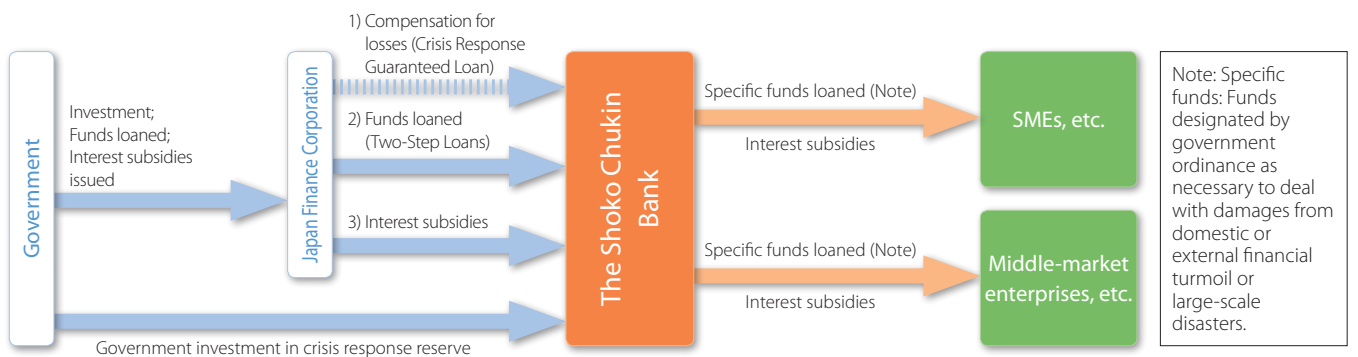 Government
Investment;
Funds loaned;
Interest subsidies
issued
Japan Finance Corporation
1) Compensation for
losses (Crisis Response
Guaranteed Loan)
2) Funds loaned
(Two-Step Loans)
3) Interest subsidies
Government investment in crisis response reserve
The Shoko Chukin
Bank
Specific funds loaned (Note)
Interest subsidies
SMEs, etc.
Specific funds loaned (Note)
Interest subsidies
Middle-market
enterprises, etc.
Note: Specific
funds: Funds
designated by
government
ordinance as
necessary to deal
with damages from
domestic or
external financial
turmoil or
large-scale
disasters.